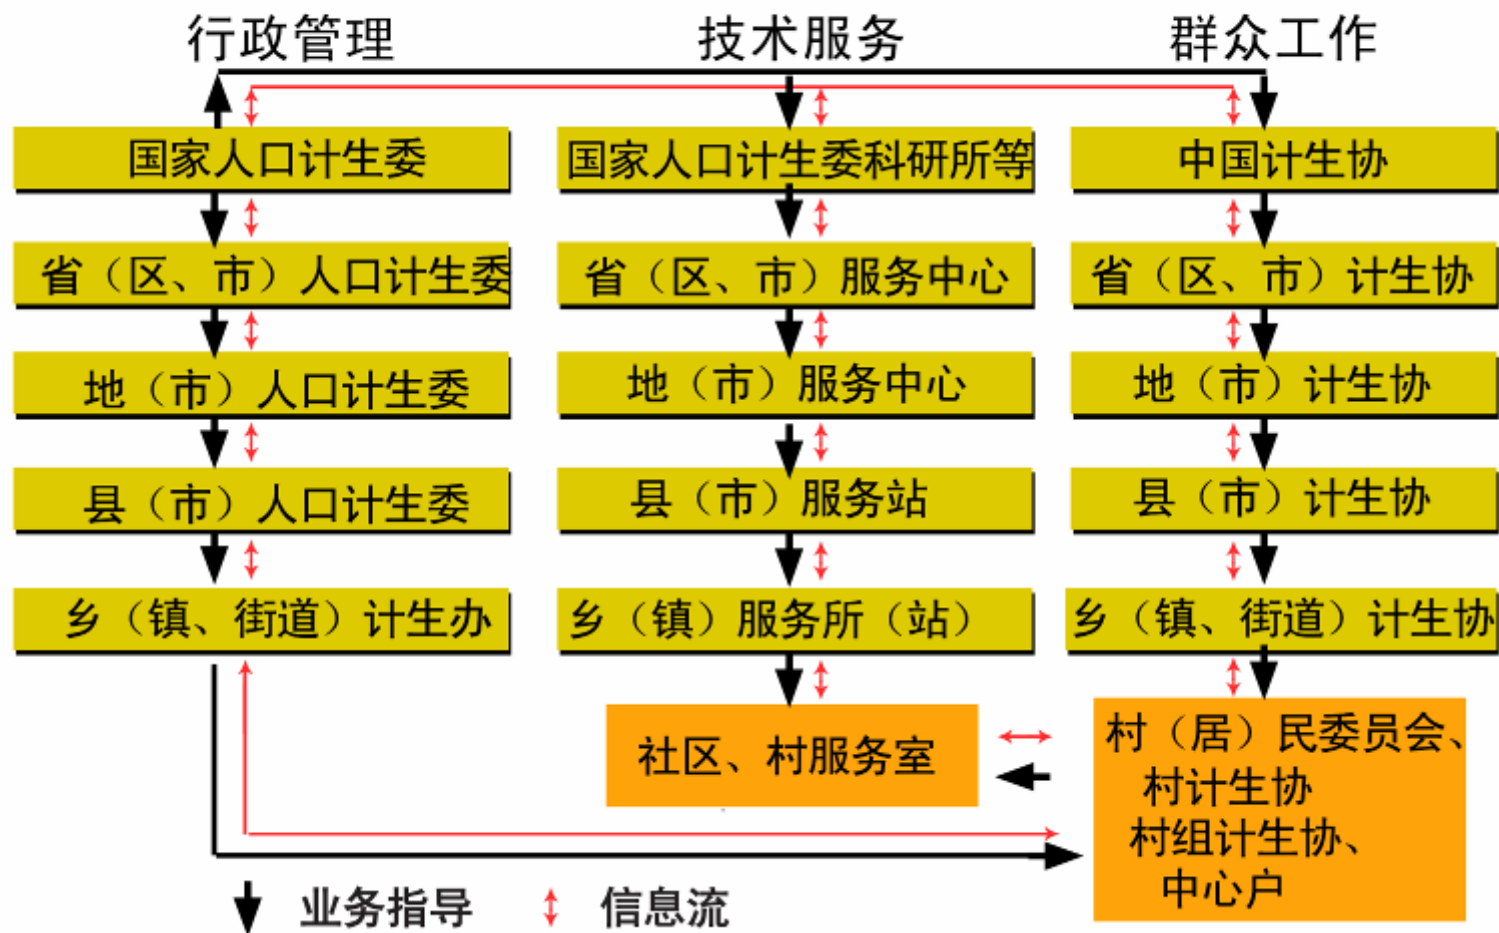 行政管理 技术服务 群众工作
国家人口计生委 国家人口计生委科研所等 中国计生协
省（区、市）人口计生委 省（区、市）服务中心 省（区、市）计生协
地（市）人口计生委 地（市）服务中心 地（市）计生协
县（市）人口计生委 县（市）服务站 县（市）计生协
乡（镇、街道）计生办 乡（镇）服务所（站） 乡（镇、街道）计生协
社区、村服务室
村（居）民委员会、
村计生协
村组计生协、
中心户
业务指导 信息流